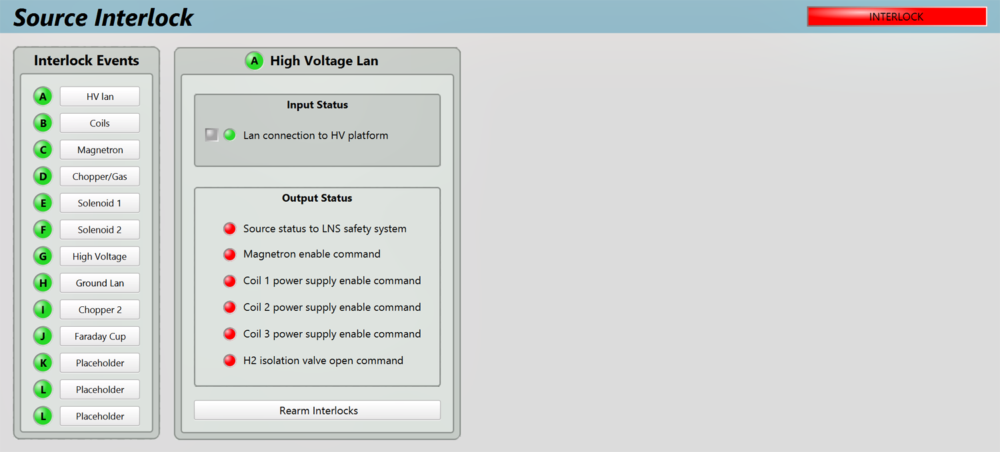 Source Interlock
INTERLOCK
Interlock Events
A HV lan
B Coils
C Magnetron
D Chopper/Gas
E Solenoid 1
F Solenoid 2
G High Voltage
H Ground Lan
I Chopper 2
J Faraday Cup
K Placeholder
L Placeholder
L Placeholder
A High Voltage Lan
Input Status
Lan connection to HV platform
Output Status
Source status to LNS safety system
Magnetron enable command
Coil 1 power supply enable command
Coil 2 power supply enable command
Coil 3 power supply enable command
H2 isolation valve open command
Rearm Interlocks